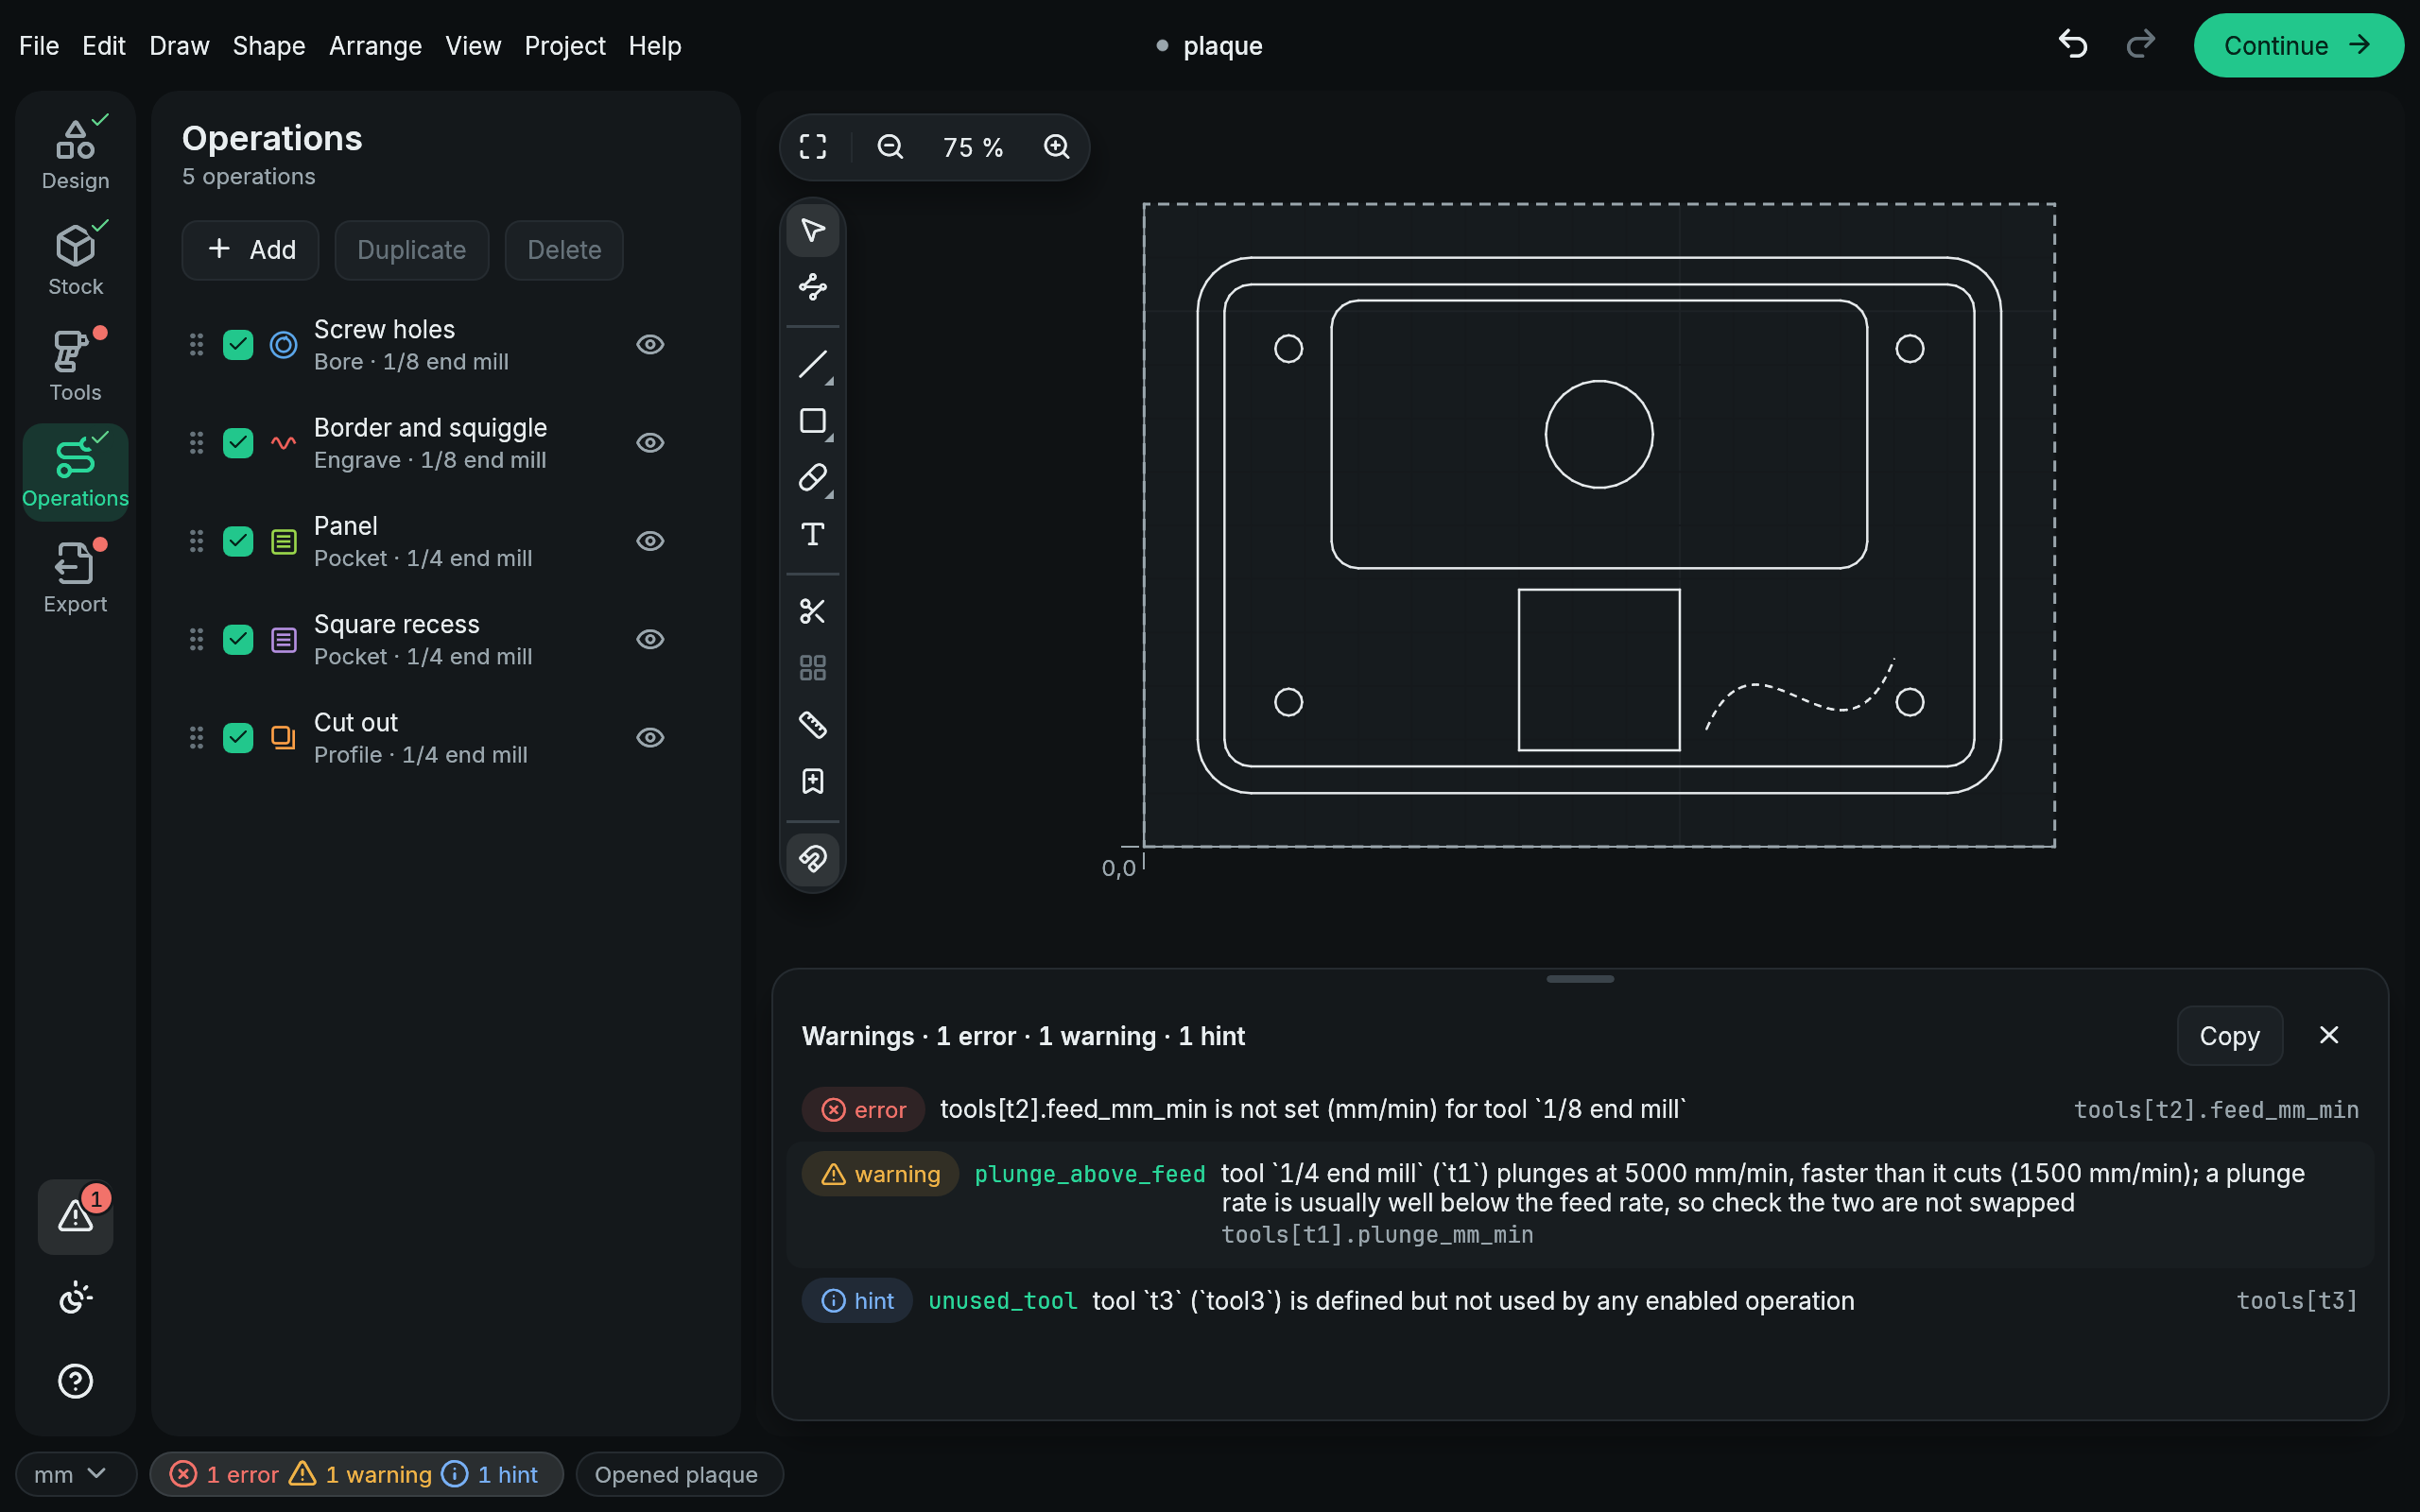 File Edit Draw Shape Arrange View Project Help
plaque
Continue
Design
Stock
Tools
Operations
Export
1
Operations
5 operations
Add
Duplicate
Delete
Screw holes
Bore · 1/8 end mill
Border and squiggle
Engrave · 1/8 end mill
Panel
Pocket · 1/4 end mill
Square recess
Pocket · 1/4 end mill
Cut out
Profile · 1/4 end mill
75 %
T
0,0
Warnings · 1 error · 1 warning · 1 hint
Copy
error tools[t2].feed_mm_min is not set (mm/min) for tool `1/8 end mill` tools[t2].feed_mm_min
warning plunge_above_feed tool `1/4 end mill` (`t1`) plunges at 5000 mm/min, faster than it cuts (1500 mm/min); a plunge
rate is usually well below the feed rate, so check the two are not swapped
tools[t1].plunge_mm_min
hint unused_tool tool `t3` (`tool3`) is defined but not used by any enabled operation tools[t3]
mm
1 error 1 warning 1 hint
Opened plaque